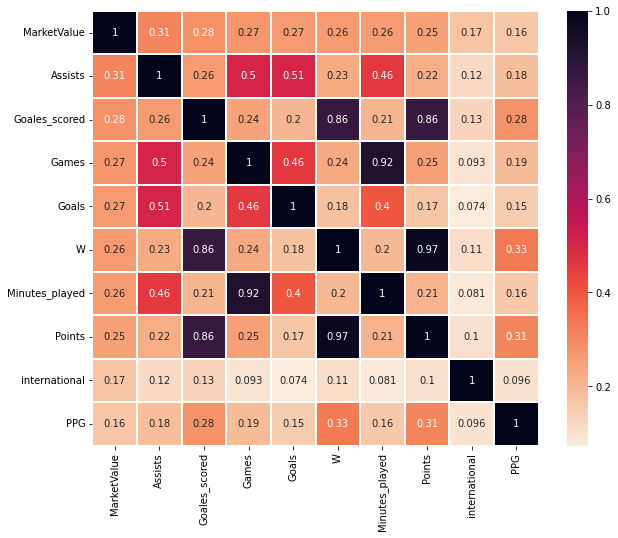 MarketValue 1 0.31 0.28 0.27 0.27 0.26 0.26 0.25 0.17 0.16
Assists 0.31 1 0.26 0.5 0.51 0.23 0.46 0.22 0.12 0.18
Goales_scored 0.28 0.26 1 0.24 0.2 0.86 0.21 0.86 0.13 0.28
Games 0.27 0.5 0.24 1 0.46 0.24 0.92 0.25 0.093 0.19
Goals 0.27 0.51 0.2 0.46 1 0.18 0.4 0.17 0.074 0.15
W 0.26 0.23 0.86 0.24 0.18 1 0.2 0.97 0.11 0.33
Minutes_played 0.26 0.46 0.21 0.92 0.4 0.2 1 0.21 0.081 0.16
Points 0.25 0.22 0.86 0.25 0.17 0.97 0.21 1 0.1 0.31
international 0.17 0.12 0.13 0.093 0.074 0.11 0.081 0.1 1 0.096
PPG 0.16 0.18 0.28 0.19 0.15 0.33 0.16 0.31 0.096 1
MarketValue Assists Goales_scored Games Goals W Minutes_played Points international PPG
1.0
0.8
0.6
0.4
0.2